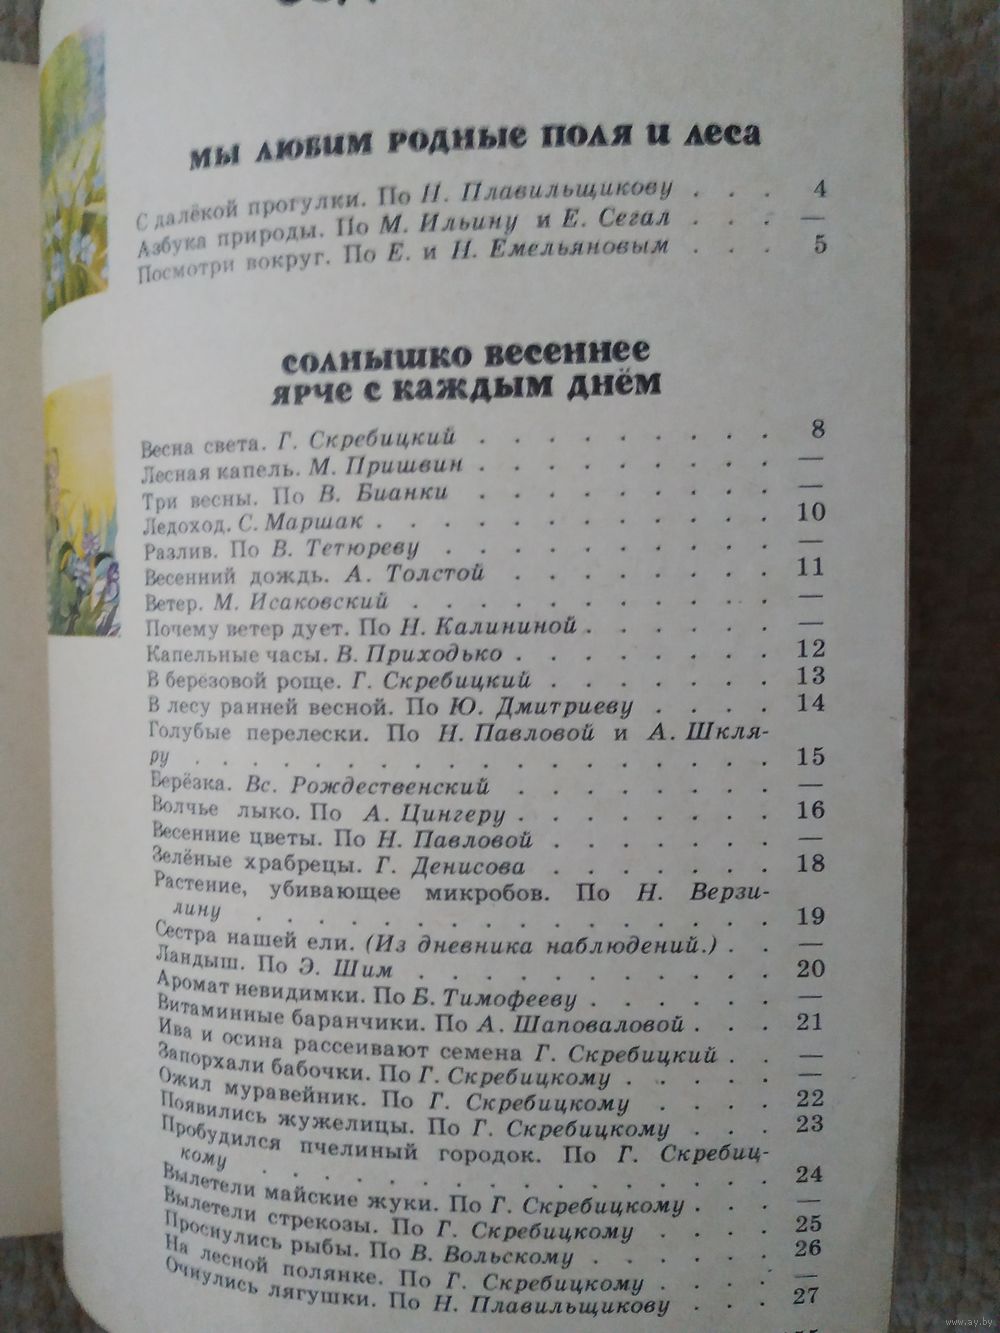 МЫ ЛЮБИМ РОДНЫЕ ПОЛЯ И ЛЕСА
С далёкой прогулки. По Н. Плавильщикову . . . 4
Азбука природы. По М. Ильину и Е. Сегал . . . —
Посмотри вокруг. По Е. и Н. Емельяновым . . . 5
СОЛНЫШКО ВЕСЕННЕЕ
ЯРЧЕ С КАЖДЫМ ДНЁМ
Весна света. Г. Скребицкий . . . . . . . . . . 8
Лесная капель. М. Пришвин . . . . . . . . . . —
Три весны. По В. Бианки . . . . . . . . . . —
Ледоход. С. Маршак . . . . . . . . . . . . . 10
Разлив. По В. Тетюреву . . . . . . . . . . . —
Весенний дождь. А. Толстой . . . . . . . . . 11
Ветер. М. Исаковский . . . . . . . . . . . . —
Почему ветер дует. По Н. Калининой . . . . . . —
Капельные часы. В. Приходько . . . . . . . . 12
В берёзовой роще. Г. Скребицкий . . . . . . . 13
В лесу ранней весной. По Ю. Дмитриеву . . . . 14
Голубые перелески. По Н. Павловой и А. Шкля-
ру . . . . . . . . . . . . . . . . . 15
Берёзка. Вс. Рождественский . . . . . . . . —
Волчье лыко. По А. Цингеру . . . . . . . . 16
Весенние цветы. По Н. Павловой . . . . . . . —
Зелёные храбрецы. Г. Денисова . . . . . . . 18
Растение, убивающее микробов. По Н. Верзи-
лину . . . . . . . . . . . . . . . 19
Сестра нашей ели. (Из дневника наблюдений.) . . —
Ландыш. По Э. Шим . . . . . . . . . . . . 20
Аромат невидимки. По Б. Тимофееву . . . . . . —
Витаминные баранчики. По А. Шаповаловой . . . 21
Ива и осина рассеивают семена Г. Скребицкий . . —
Запорхали бабочки. По Г. Скребицкому . . . . . —
Ожил муравейник. По Г. Скребицкому . . . . 22
Появились жужелицы. По Г. Скребицкому . . . 23
Пробудился пчелиный городок. По Г. Скребиц-
кому . . . . . . . . . . . . . . . 24
Вылетели майские жуки. По Г. Скребицкому . . . —
Вылетели стрекозы. По Г. Скребицкому . . . . 25
Проснулись рыбы. По В. Вольскому . . . . . . 26
На лесной полянке. По Г. Скребицкому . . . . —
Очнулись лягушки. По Н. Плавильщикову . . . 27
www.ay.by